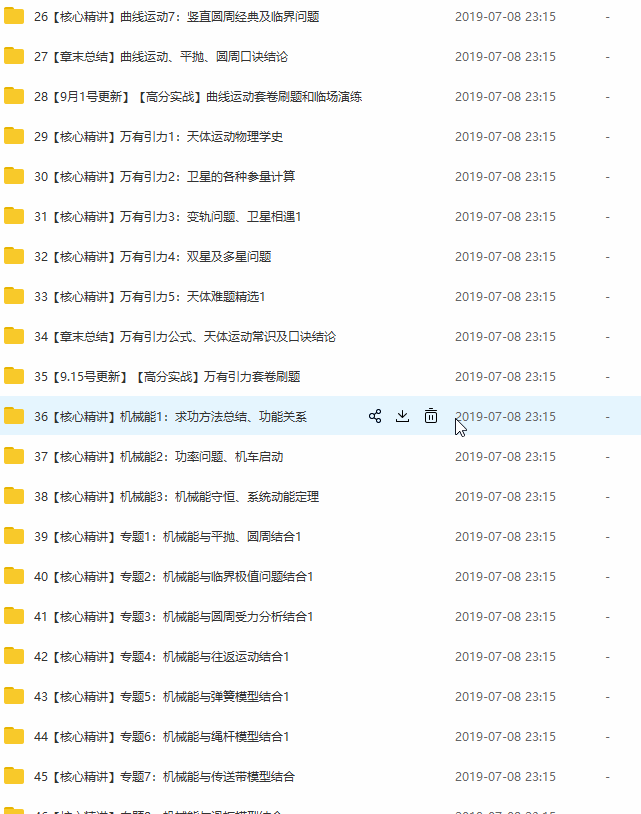 26【核心精讲】曲线运动7：竖直圆周经典及临界问题 2019-07-08 23:15 -
27【章末总结】曲线运动、平抛、圆周口诀结论 2019-07-08 23:15 -
28【9月1号更新】【高分实战】曲线运动套卷刷题和临场演练 2019-07-08 23:15 -
29【核心精讲】万有引力1：天体运动物理学史 2019-07-08 23:15 -
30【核心精讲】万有引力2：卫星的各种参量计算 2019-07-08 23:15 -
31【核心精讲】万有引力3：变轨问题、卫星相遇1 2019-07-08 23:15 -
32【核心精讲】万有引力4：双星及多星问题 2019-07-08 23:15 -
33【核心精讲】万有引力5：天体难题精选1 2019-07-08 23:15 -
34【章末总结】万有引力公式、天体运动常识及口诀结论 2019-07-08 23:15 -
35【9.15号更新】【高分实战】万有引力套卷刷题 2019-07-08 23:15 -
36【核心精讲】机械能1：求功方法总结、功能关系 2019-07-08 23:15 -
37【核心精讲】机械能2：功率问题、机车启动 2019-07-08 23:15 -
38【核心精讲】机械能3：机械能守恒、系统动能定理 2019-07-08 23:15 -
39【核心精讲】专题1：机械能与平抛、圆周结合1 2019-07-08 23:15 -
40【核心精讲】专题2：机械能与临界极值问题结合1 2019-07-08 23:15 -
41【核心精讲】专题3：机械能与圆周受力分析结合1 2019-07-08 23:15 -
42【核心精讲】专题4：机械能与往返运动结合1 2019-07-08 23:15 -
43【核心精讲】专题5：机械能与弹簧模型结合1 2019-07-08 23:15 -
44【核心精讲】专题6：机械能与绳杆模型结合1 2019-07-08 23:15 -
45【核心精讲】专题7：机械能与传送带模型结合 2019-07-08 23:15 -